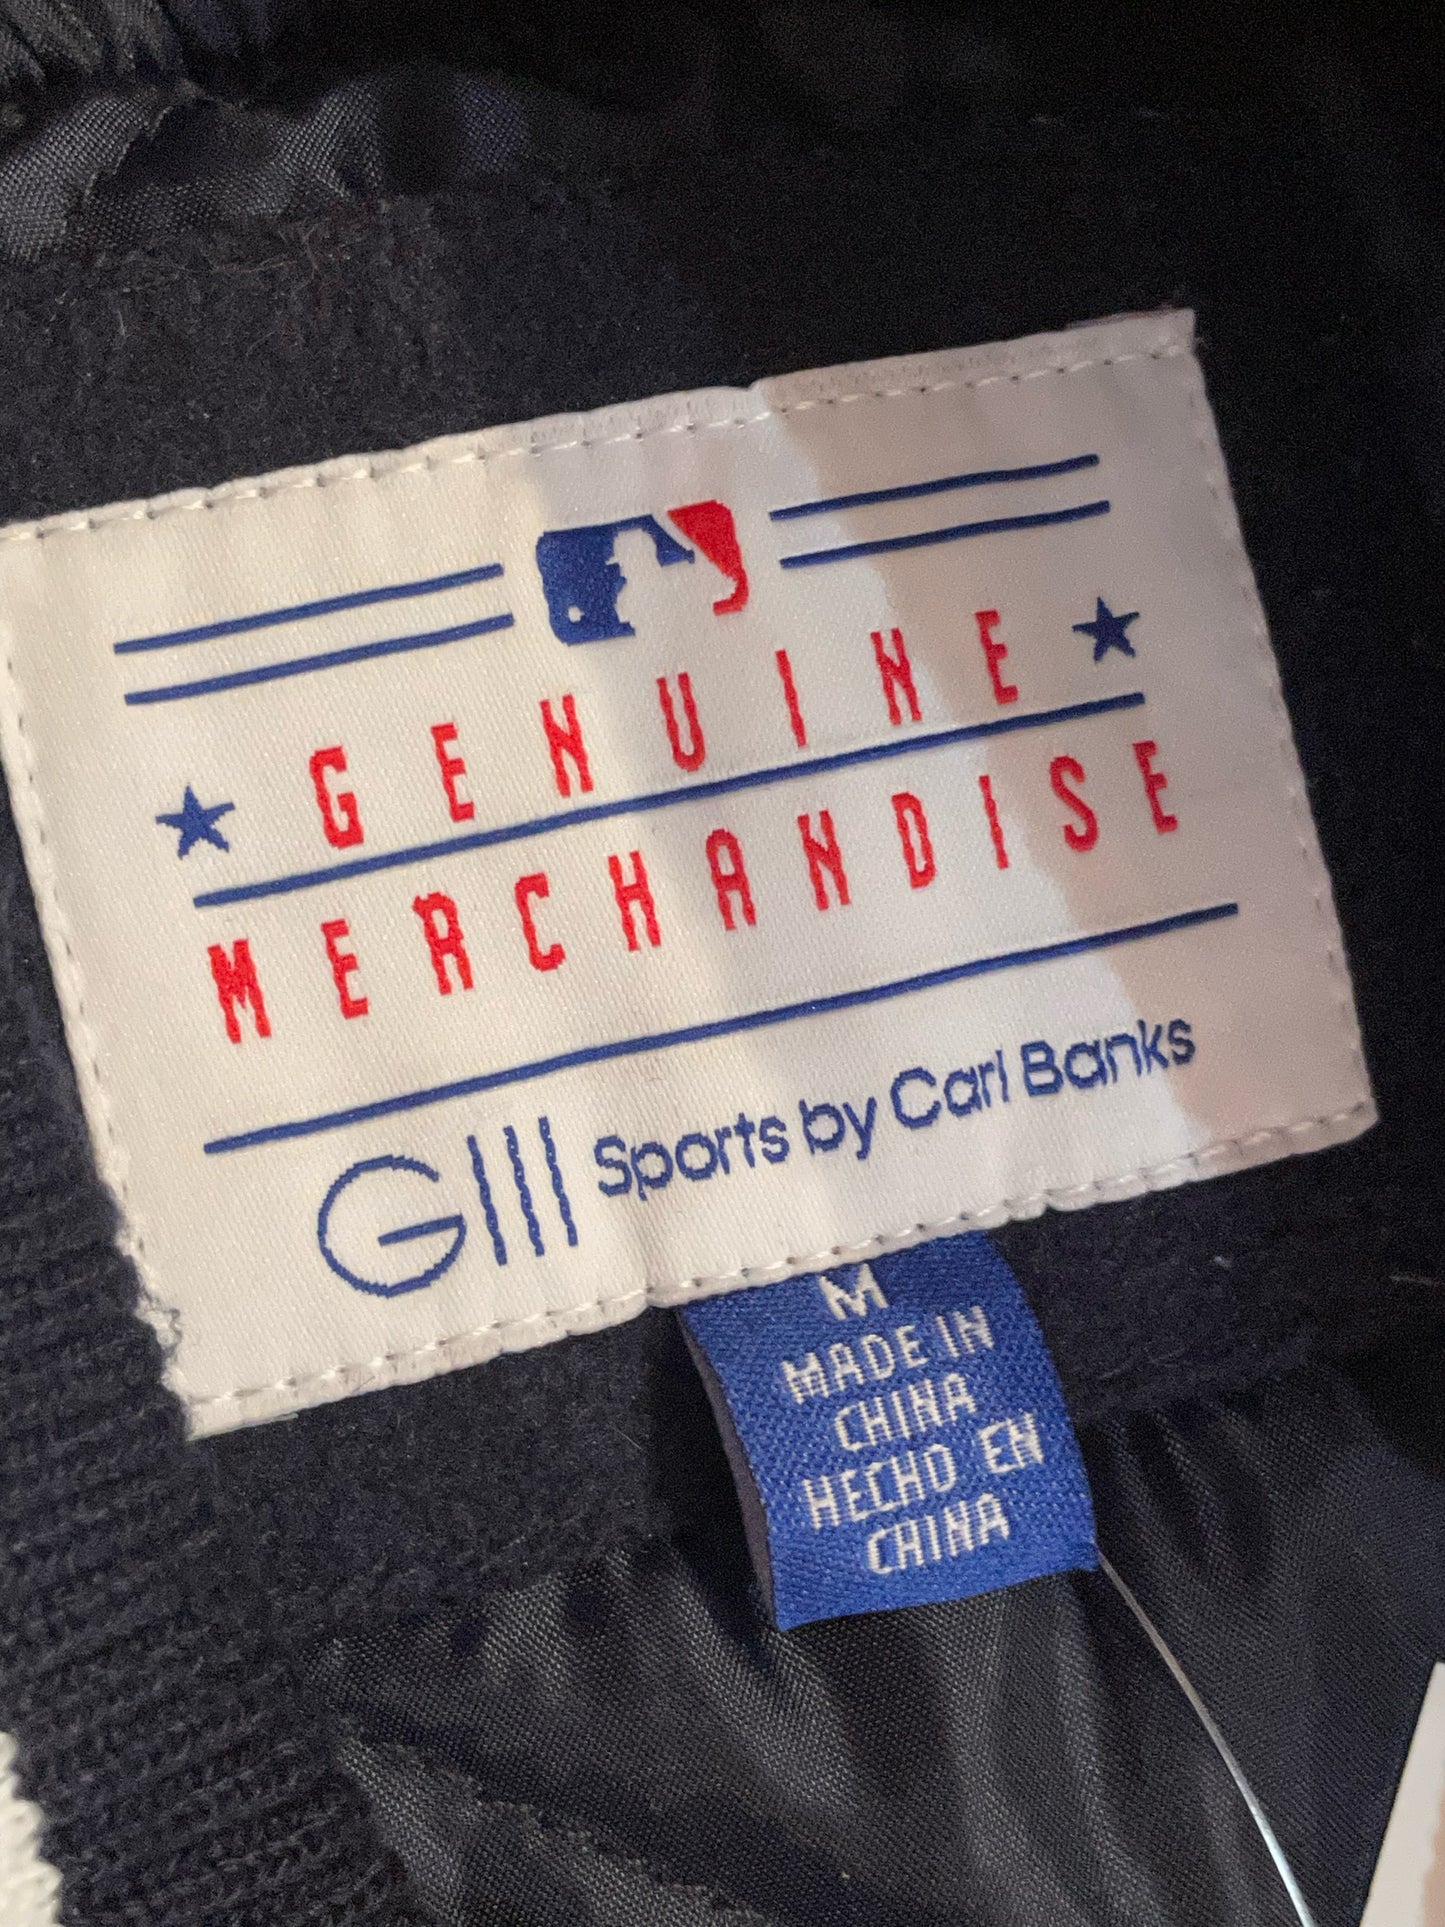 GENUINE
MERCHANDISE
GIII Sports by Carl Banks
M
MADE IN
CHINA
HECHO EN
CHINA